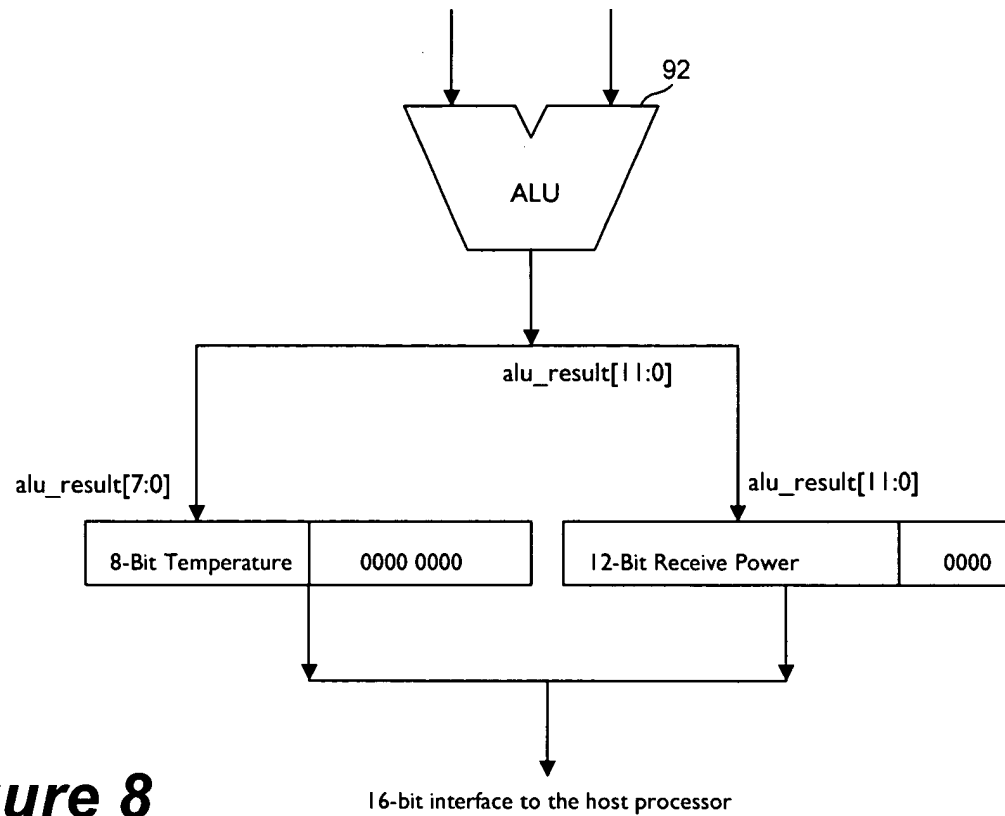 92
ALU
alu_result[11:0]
alu_result[7:0]
alu_result[11:0]
8-Bit Temperature
0000 0000
12-Bit Receive Power
0000
ure 8
16-bit interface to the host processor